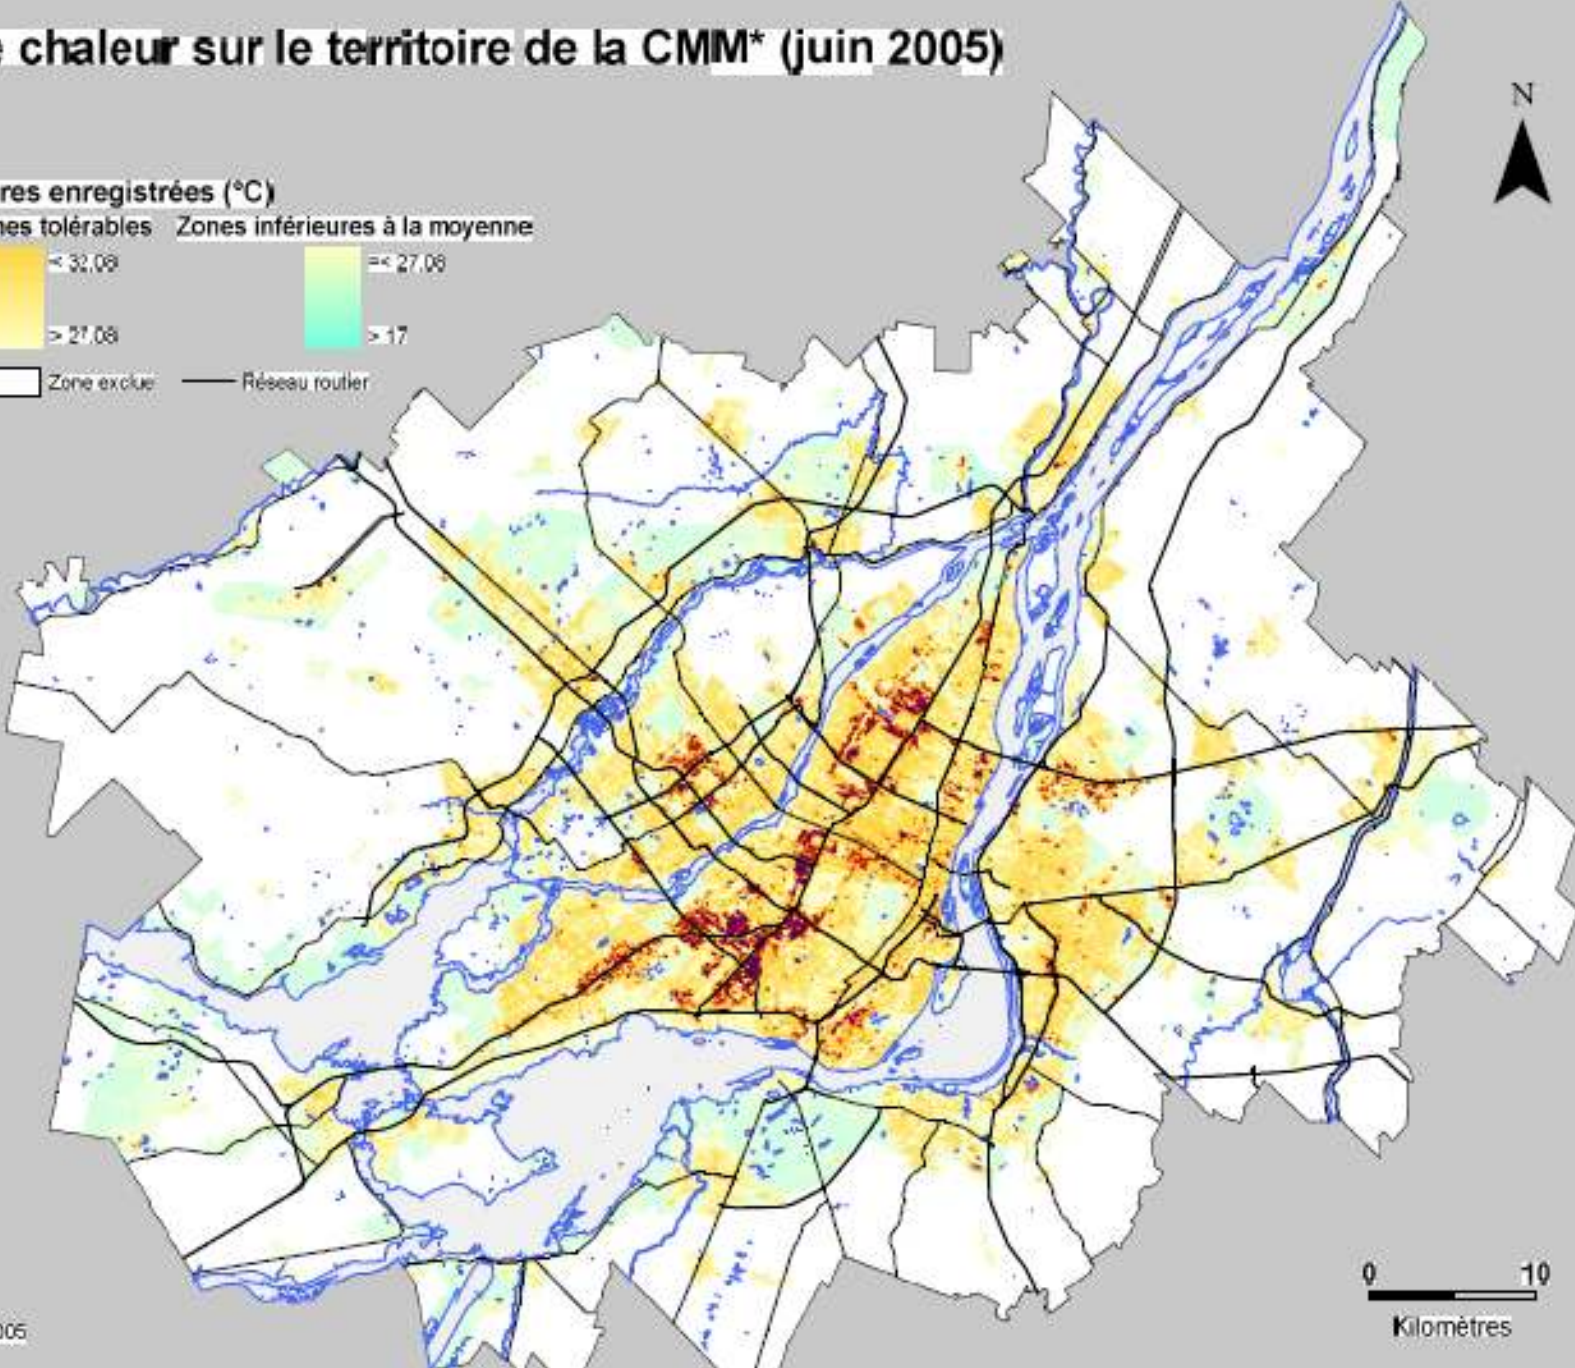 chaleur sur le territoire de la CMM* (juin 2005)
N
res enregistrées (°C)
nes tolérables Zones inférieures à la moyenne
< 32,08 =< 27,08
> 27,08 > 17
Zone exclue Réseau routier
0 10
Kilomètres
005